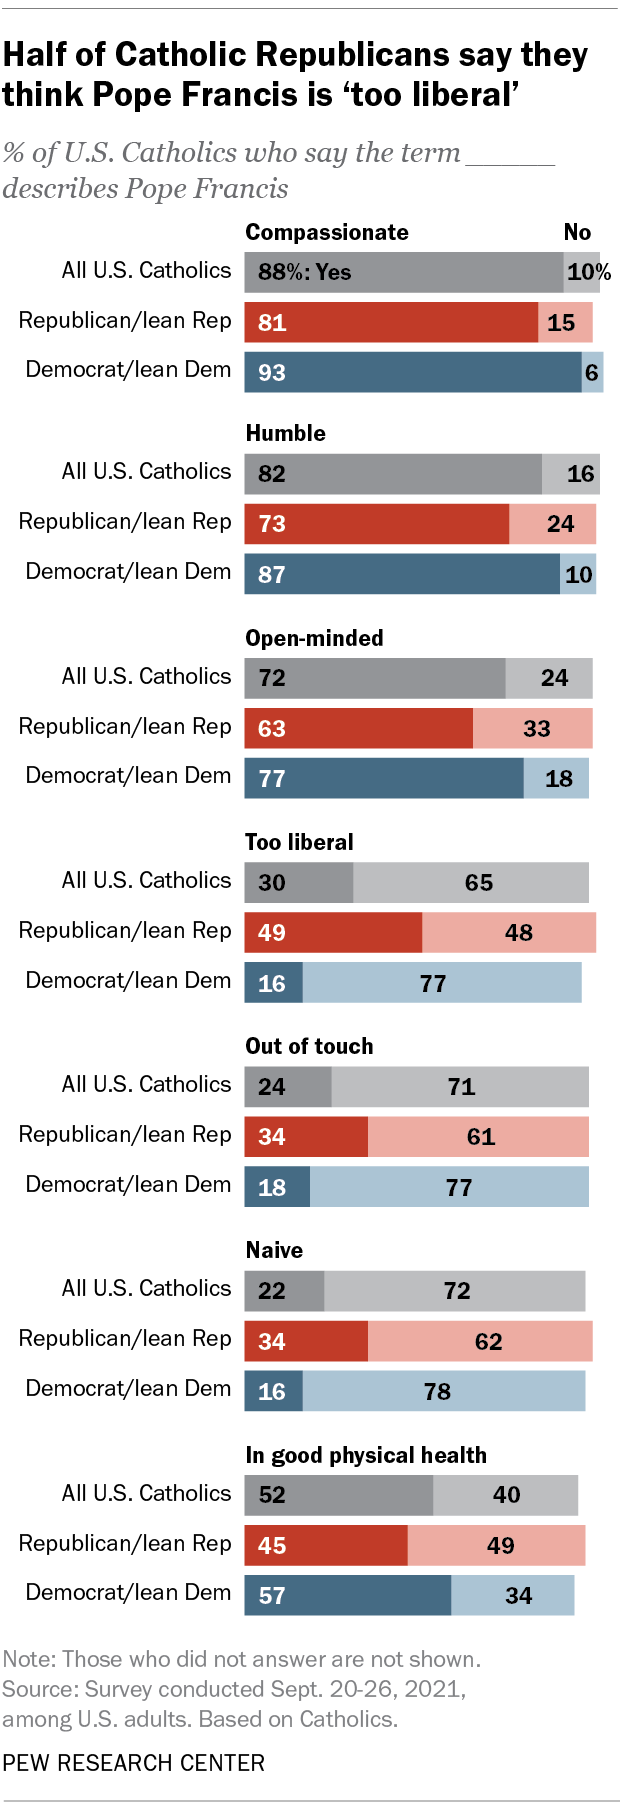 Half of Catholic Republicans say they
think Pope Francis is ‘too liberal’
% of U.S. Catholics who say the term ______
describes Pope Francis
Compassionate No
All U.S. Catholics 88%: Yes 10%
Republican/lean Rep 81 15
Democrat/lean Dem 93 6
Humble
All U.S. Catholics 82 16
Republican/lean Rep 73 24
Democrat/lean Dem 87 10
Open-minded
All U.S. Catholics 72 24
Republican/lean Rep 63 33
Democrat/lean Dem 77 18
Too liberal
All U.S. Catholics 30 65
Republican/lean Rep 49 48
Democrat/lean Dem 16 77
Out of touch
All U.S. Catholics 24 71
Republican/lean Rep 34 61
Democrat/lean Dem 18 77
Naive
All U.S. Catholics 22 72
Republican/lean Rep 34 62
Democrat/lean Dem 16 78
In good physical health
All U.S. Catholics 52 40
Republican/lean Rep 45 49
Democrat/lean Dem 57 34
Note: Those who did not answer are not shown.
Source: Survey conducted Sept. 20-26, 2021,
among U.S. adults. Based on Catholics.
PEW RESEARCH CENTER